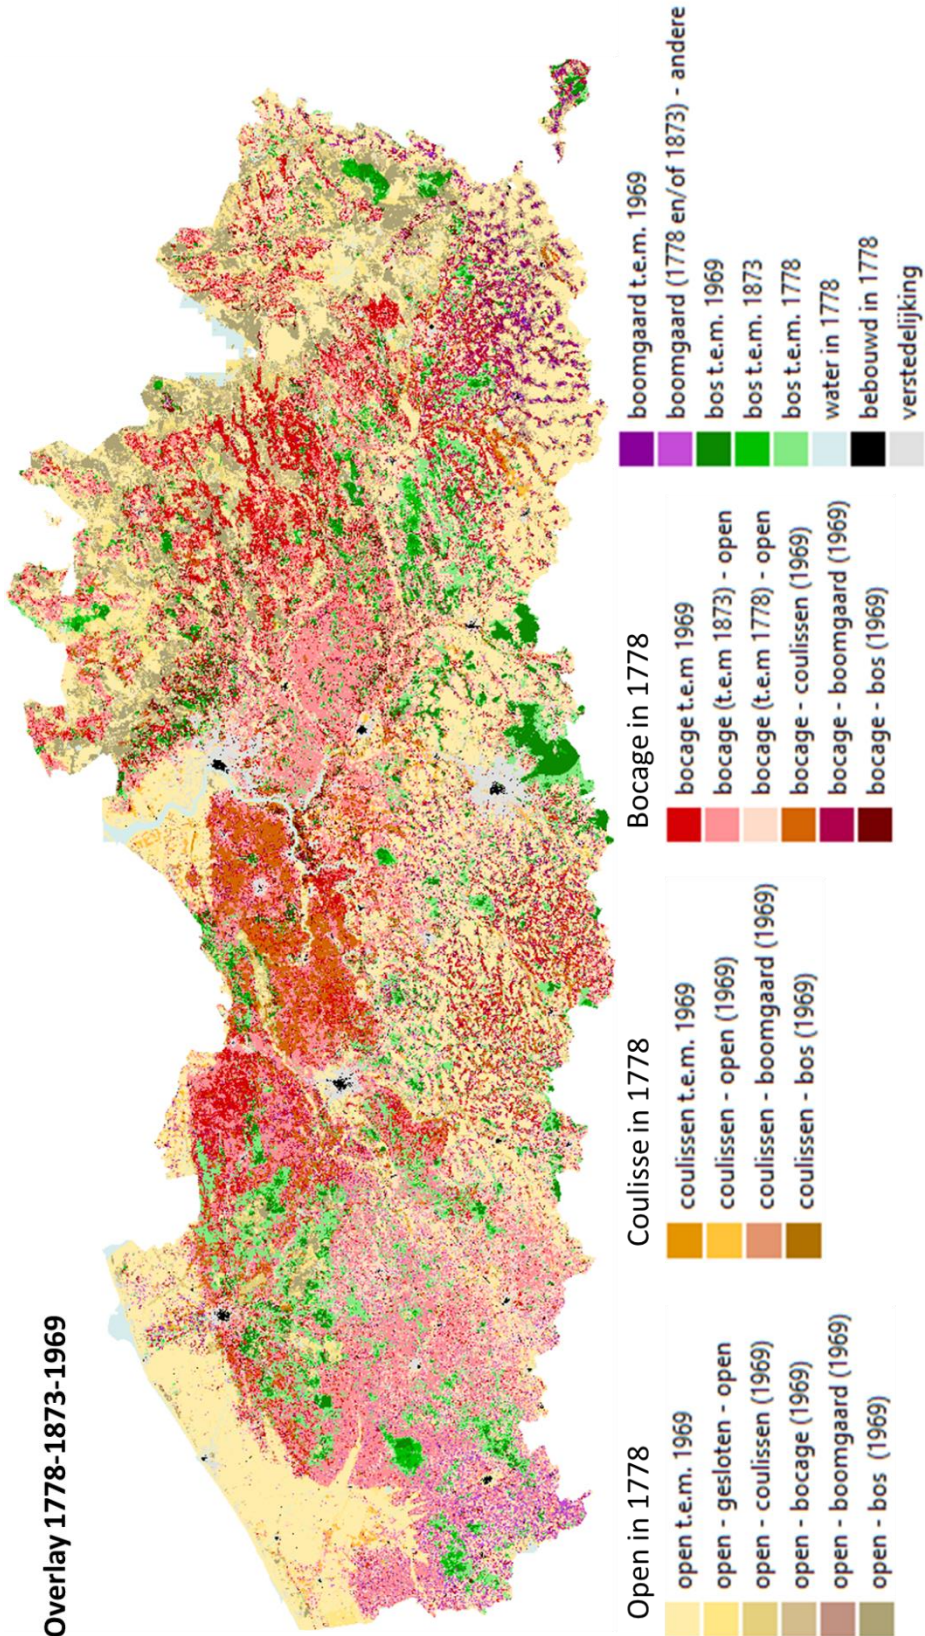 Overlay 1778-1873-1969
Open in 1778
open t.e.m. 1969
open - gesloten - open
open - coulissen (1969)
open - bocage (1969)
open - boomgaard (1969)
open - bos (1969)
Coulisse in 1778
coulissen t.e.m. 1969
coulissen - open (1969)
coulissen - boomgaard (1969)
coulissen - bos (1969)
Bocage in 1778
bocage t.e.m 1969
bocage (t.e.m 1873) - open
bocage (t.e.m 1778) - open
bocage - coulissen (1969)
bocage - boomgaard (1969)
bocage - bos (1969)
boomgaard t.e.m. 1969
boomgaard (1778 en/of 1873) - andere
bos t.e.m. 1969
bos t.e.m. 1873
bos t.e.m. 1778
water in 1778
bebouwd in 1778
verstedelijking